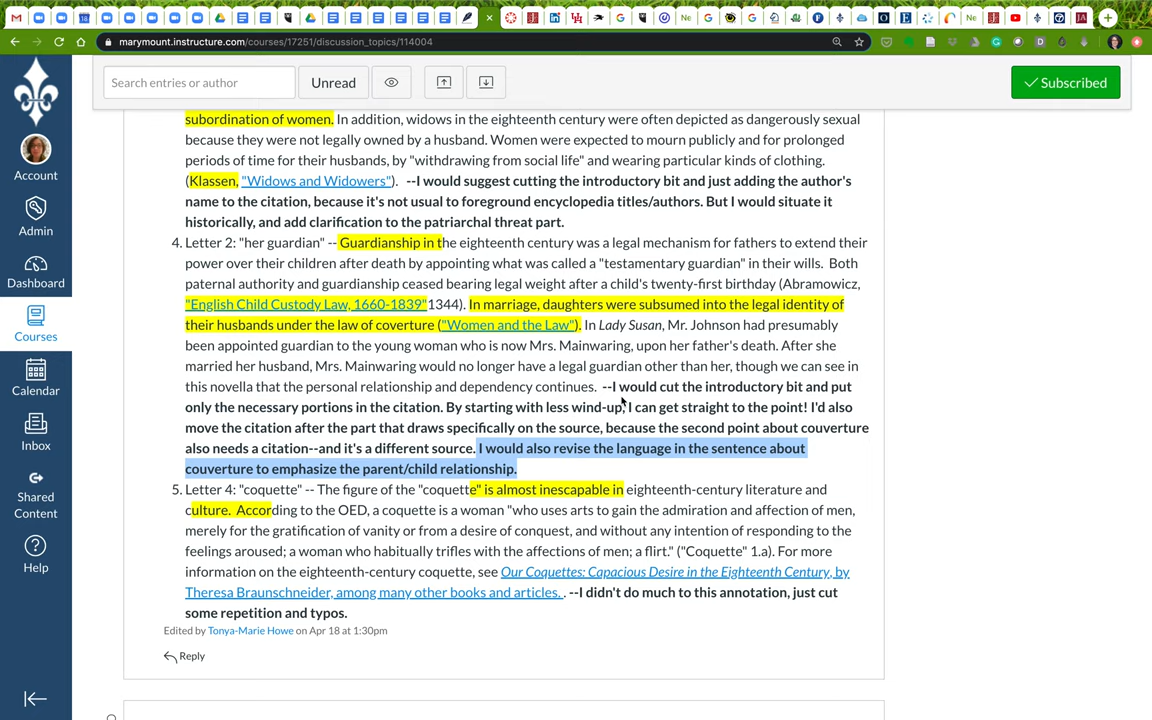 marymount.instructure.com/courses/17251/discussion_topics/114004
Search entries or author
Unread
Subscribed
Account
Admin
Dashboard
Courses
Calendar
Inbox
Shared
Content
Help
subordination of women. In addition, widows in the eighteenth century were often depicted as dangerously sexual
because they were not legally owned by a husband. Women were expected to mourn publicly and for prolonged
periods of time for their husbands, by "withdrawing from social life" and wearing particular kinds of clothing.
(Klassen, "Widows and Widowers"). --I would suggest cutting the introductory bit and just adding the author's
name to the citation, because it's not usual to foreground encyclopedia titles/authors. But I would situate it
historically, and add clarification to the patriarchal threat part.
4. Letter 2: "her guardian" -- Guardianship in the eighteenth century was a legal mechanism for fathers to extend their
power over their children after death by appointing what was called a "testamentary guardian" in their wills. Both
paternal authority and guardianship ceased bearing legal weight after a child's twenty-first birthday (Abramowicz,
"English Child Custody Law, 1660-1839"1344). In marriage, daughters were subsumed into the legal identity of
their husbands under the law of coverture ("Women and the Law"). In Lady Susan, Mr. Johnson had presumably
been appointed guardian to the young woman who is now Mrs. Mainwaring, upon her father's death. After she
married her husband, Mrs. Mainwaring would no longer have a legal guardian other than her, though we can see in
this novella that the personal relationship and dependency continues. --I would cut the introductory bit and put
only the necessary portions in the citation. By starting with less wind-up, I can get straight to the point! I'd also
move the citation after the part that draws specifically on the source, because the second point about couverture
also needs a citation--and it's a different source. I would also revise the language in the sentence about
couverture to emphasize the parent/child relationship.
5. Letter 4: "coquette" -- The figure of the "coquette" is almost inescapable in eighteenth-century literature and
culture. According to the OED, a coquette is a woman "who uses arts to gain the admiration and affection of men,
merely for the gratification of vanity or from a desire of conquest, and without any intention of responding to the
feelings aroused; a woman who habitually trifles with the affections of men; a flirt." ("Coquette" 1.a). For more
information on the eighteenth-century coquette, see Our Coquettes: Capacious Desire in the Eighteenth Century, by
Theresa Braunschneider, among many other books and articles. . --I didn't do much to this annotation, just cut
some repetition and typos.
Edited by Tonya-Marie Howe on Apr 18 at 1:30pm
Reply